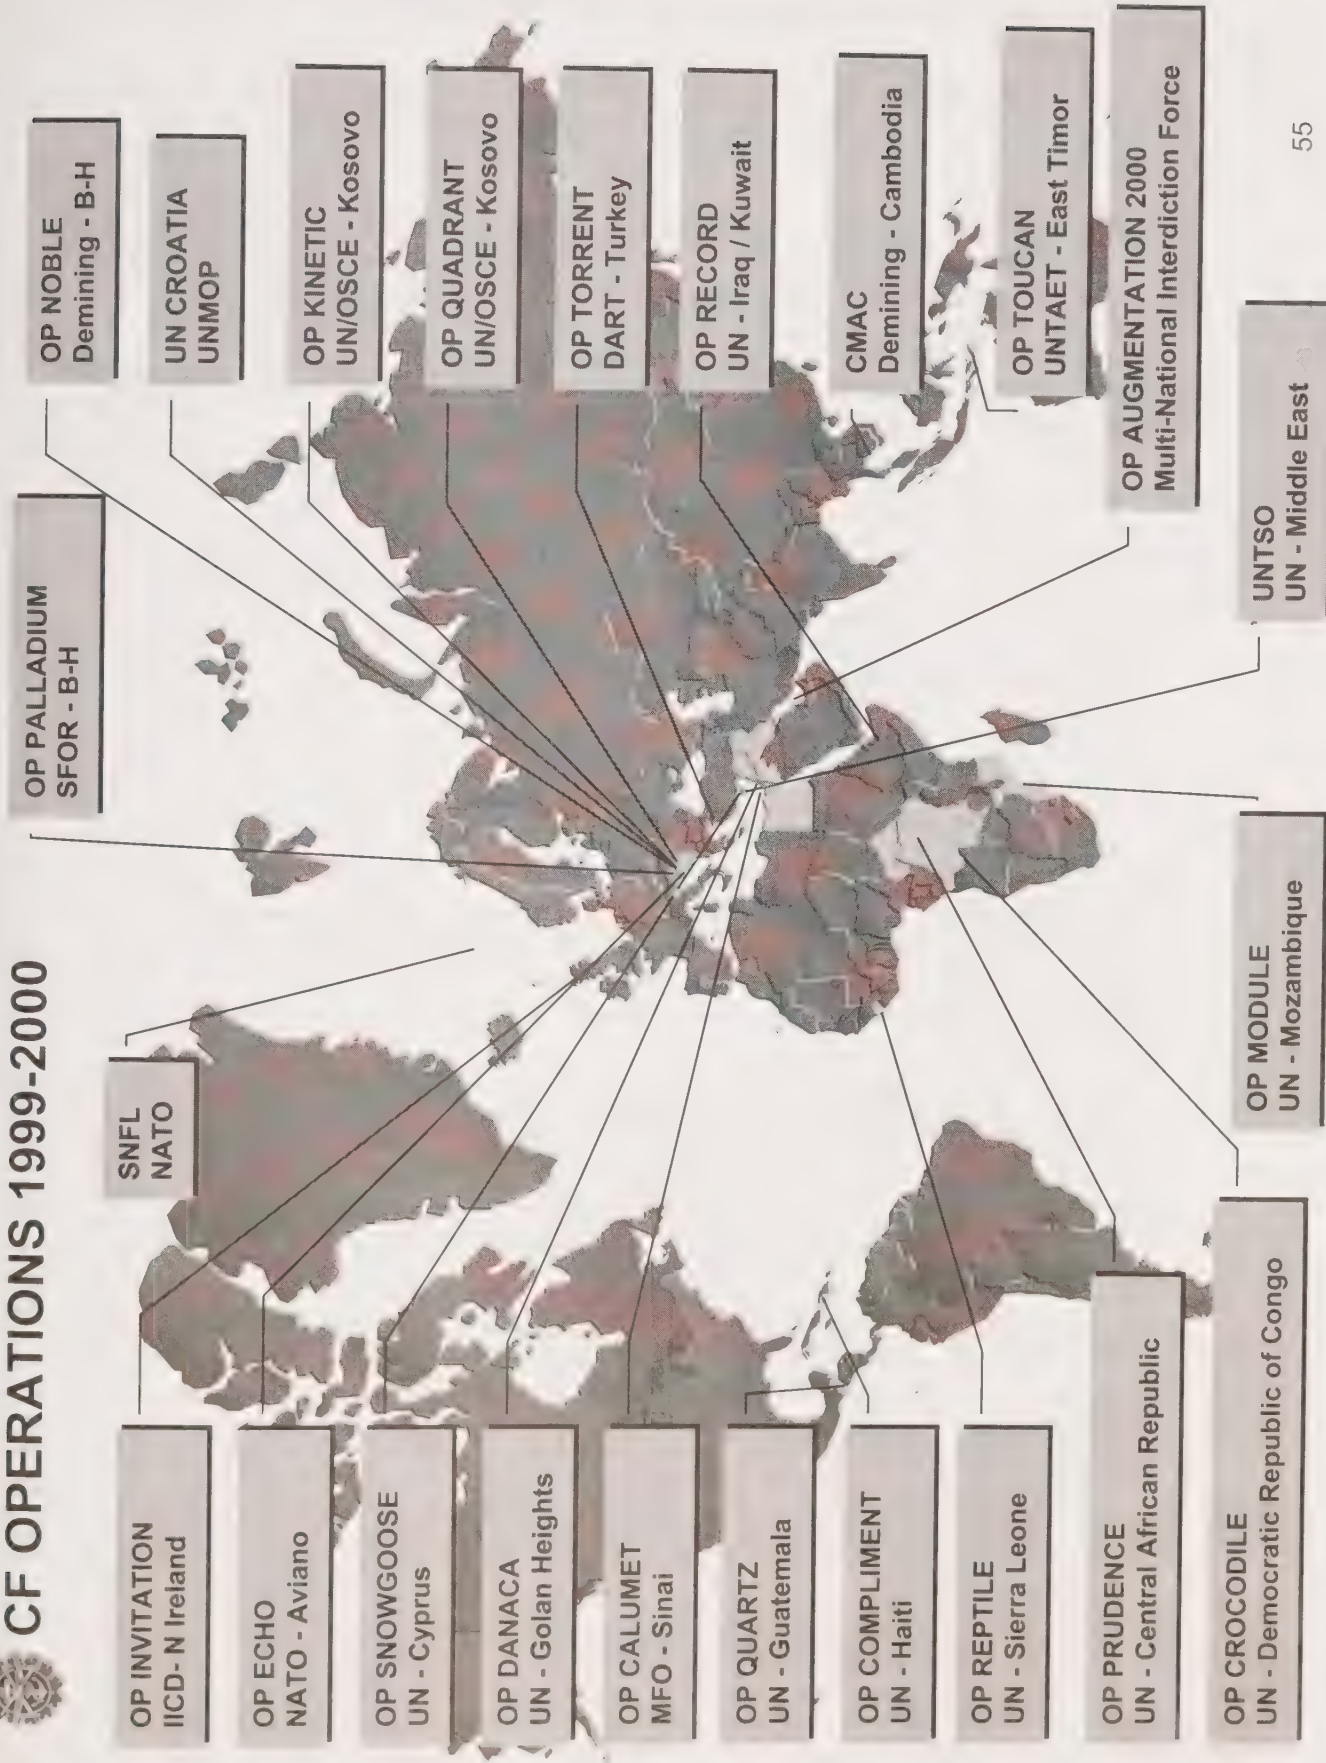 CF OPERATIONS 1999-2000
OP PALLADIUM
SFOR - B-H
OP NOBLE
Demining - B-H
UN CROATIA
UNMOP
OP KINETIC
UN/OSCE - Kosovo
OP QUADRANT
UN/OSCE - Kosovo
OP TORRENT
DART - Turkey
OP RECORD
UN - Iraq / Kuwait
CMAC
Demining - Cambodia
OP TOUCAN
UNTAET - East Timor
OP AUGMENTATION 2000
Multi-National Interdiction Force
UNTSO
UN - Middle East
OP MODULE
UN - Mozambique
SNFL
NATO
OP INVITATION
IICD- N Ireland
OP ECHO
NATO - Aviano
OP SNOWGOOSE
UN - Cyprus
OP DANACA
UN - Golan Heights
OP CALUMET
MFO - Sinai
OP QUARTZ
UN - Guatemala
OP COMPLIMENT
UN - Haiti
OP REPTILE
UN - Sierra Leone
OP PRUDENCE
UN - Central African Republic
OP CROCODILE
UN - Democratic Republic of Congo
55